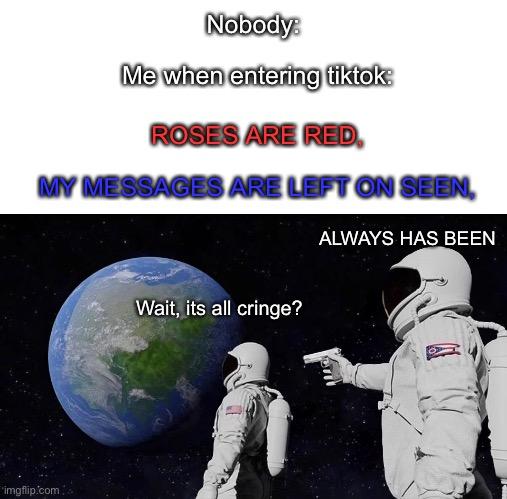 Nobody:
Me when entering tiktok:
ROSES ARE RED,
MY MESSAGES ARE LEFT ON SEEN,
ALWAYS HAS BEEN
Wait, its all cringe?
imgflip.com